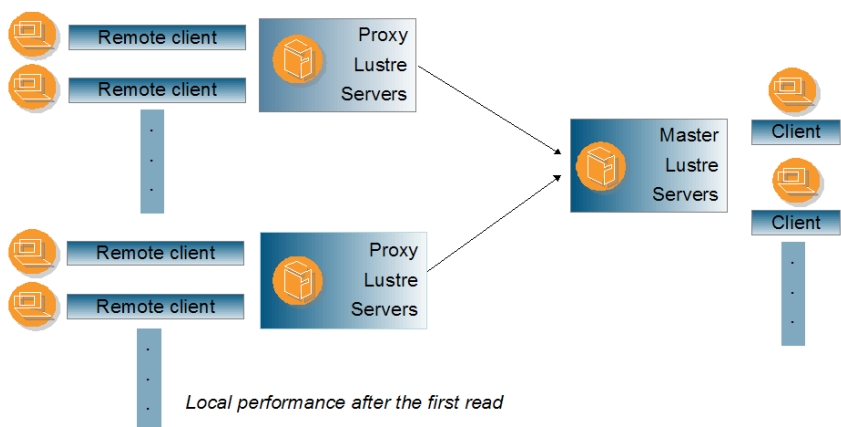 Remote client
Remote client
.
.
.
Proxy
Lustre
Servers
Remote client
Remote client
.
.
.
Proxy
Lustre
Servers
Master
Lustre
Servers
Client
Client
.
.
.
Local performance after the first read